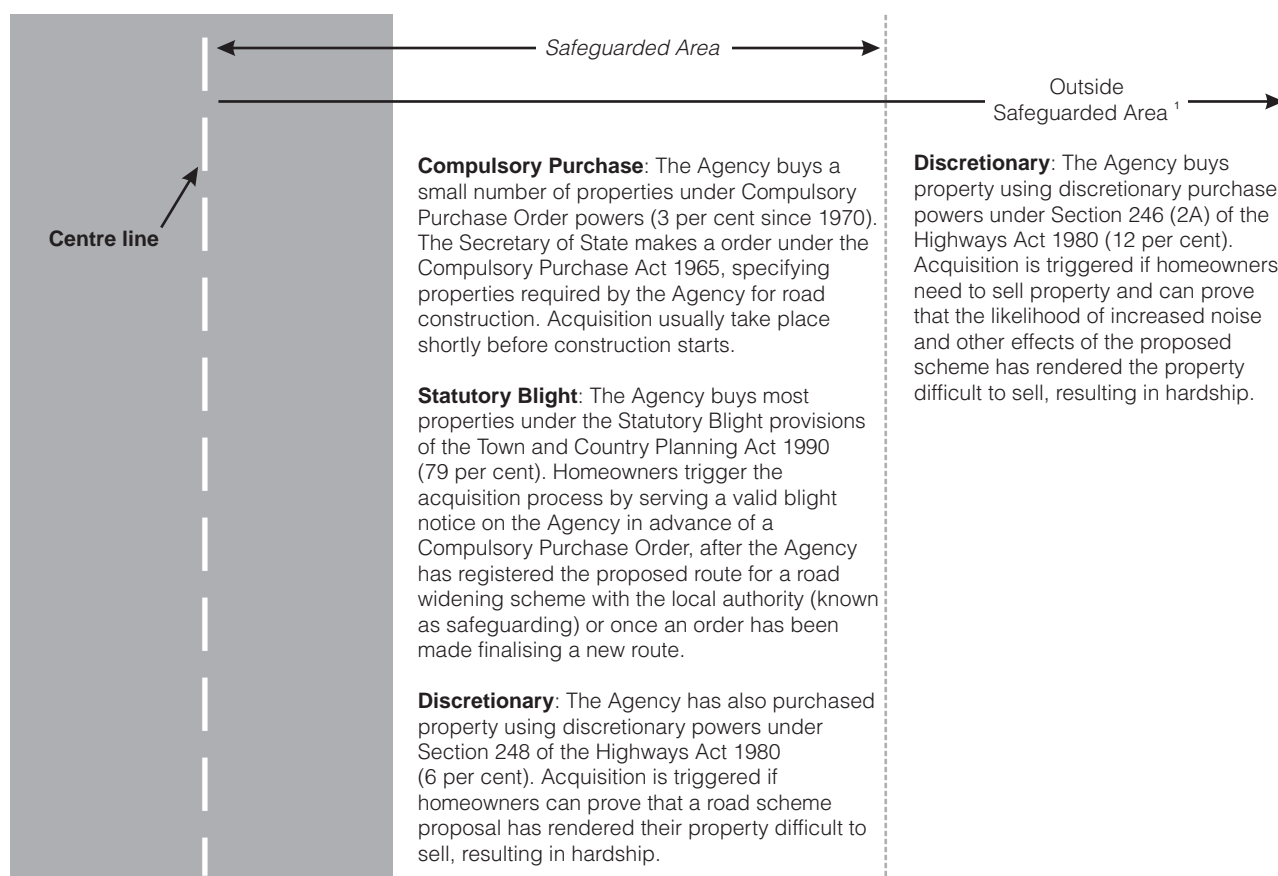 Safeguarded Area
Outside
Safeguarded Area ¹
Centre line
Compulsory Purchase: The Agency buys a
small number of properties under Compulsory
Purchase Order powers (3 per cent since 1970).
The Secretary of State makes a order under the
Compulsory Purchase Act 1965, specifying
properties required by the Agency for road
construction. Acquisition usually take place
shortly before construction starts.
Statutory Blight: The Agency buys most
properties under the Statutory Blight provisions
of the Town and Country Planning Act 1990
(79 per cent). Homeowners trigger the
acquisition process by serving a valid blight
notice on the Agency in advance of a
Compulsory Purchase Order, after the Agency
has registered the proposed route for a road
widening scheme with the local authority (known
as safeguarding) or once an order has been
made finalising a new route.
Discretionary: The Agency has also purchased
property using discretionary powers under
Section 248 of the Highways Act 1980
(6 per cent). Acquisition is triggered if
homeowners can prove that a road scheme
proposal has rendered their property difficult to
sell, resulting in hardship.
Discretionary: The Agency buys
property using discretionary purchase
powers under Section 246 (2A) of the
Highways Act 1980 (12 per cent).
Acquisition is triggered if homeowners
need to sell property and can prove
that the likelihood of increased noise
and other effects of the proposed
scheme has rendered the property
difficult to sell, resulting in hardship.